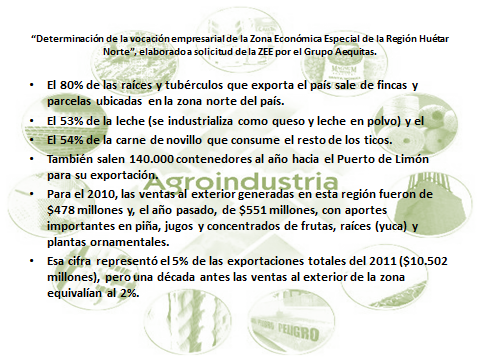 “Determinación de la vocación empresarial de la Zona Económica Especial de la Región Huétar
Norte”, elaborado a solicitud de la ZEE por el Grupo Aequitas.
• El 80% de las raíces y tubérculos que exporta el país sale de fincas y
parcelas ubicadas en la zona norte del país.
• El 53% de la leche (se industrializa como queso y leche en polvo) y el
• El 54% de la carne de novillo que consume el resto de los ticos.
• También salen 140.000 contenedores al año hacia el Puerto de Limón
para su exportación.
Agroindustria
• Para el 2010, las ventas al exterior generadas en esta región fueron de
$478 millones y, el año pasado, de $551 millones, con aportes
importantes en piña, jugos y concentrados de frutas, raíces (yuca) y
plantas ornamentales.
• Esa cifra representó el 5% de las exportaciones totales del 2011 ($10.502
millones), pero una década antes las ventas al exterior de la zona
equivalían al 2%.
PELIGRO